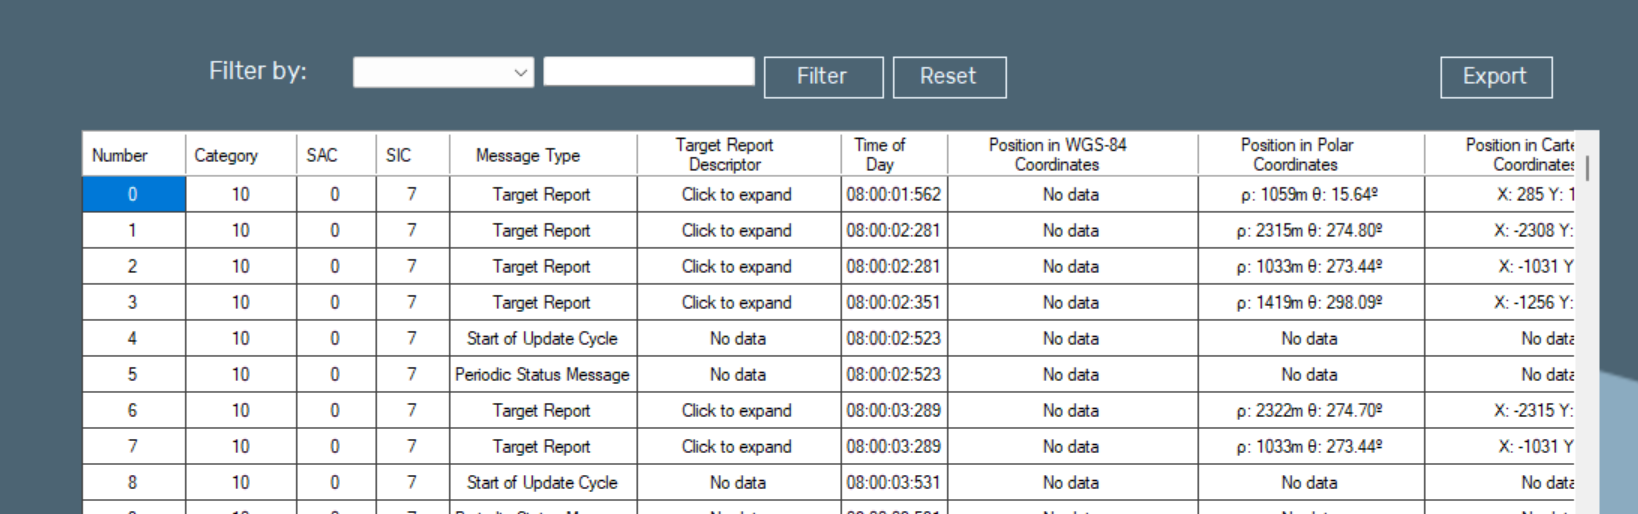 Filter by:
Filter
Reset
Export
Number Category SAC SIC Message Type Target Report Descriptor Time of Day Position in WGS-84 Coordinates Position in Polar Coordinates Position in Coordinates
0 10 0 7 Target Report Click to expand 08:00:01:562 No data ρ: 1059m θ: 15.64º X: 285 Y: 1
1 10 0 7 Target Report Click to expand 08:00:02:281 No data ρ: 2315m θ: 274.80º X: -2308 Y:
2 10 0 7 Target Report Click to expand 08:00:02:281 No data ρ: 1033m θ: 273.44º X: -1031 Y
3 10 0 7 Target Report Click to expand 08:00:02:351 No data ρ: 1419m θ: 298.09º X: -1256 Y:
4 10 0 7 Start of Update Cycle No data 08:00:02:523 No data No data No data
5 10 0 7 Periodic Status Message No data 08:00:02:523 No data No data No data
6 10 0 7 Target Report Click to expand 08:00:03:289 No data ρ: 2322m θ: 274.70º X: -2315 Y:
7 10 0 7 Target Report Click to expand 08:00:03:289 No data ρ: 1033m θ: 273.44º X: -1031 Y
8 10 0 7 Start of Update Cycle No data 08:00:03:531 No data No data No data